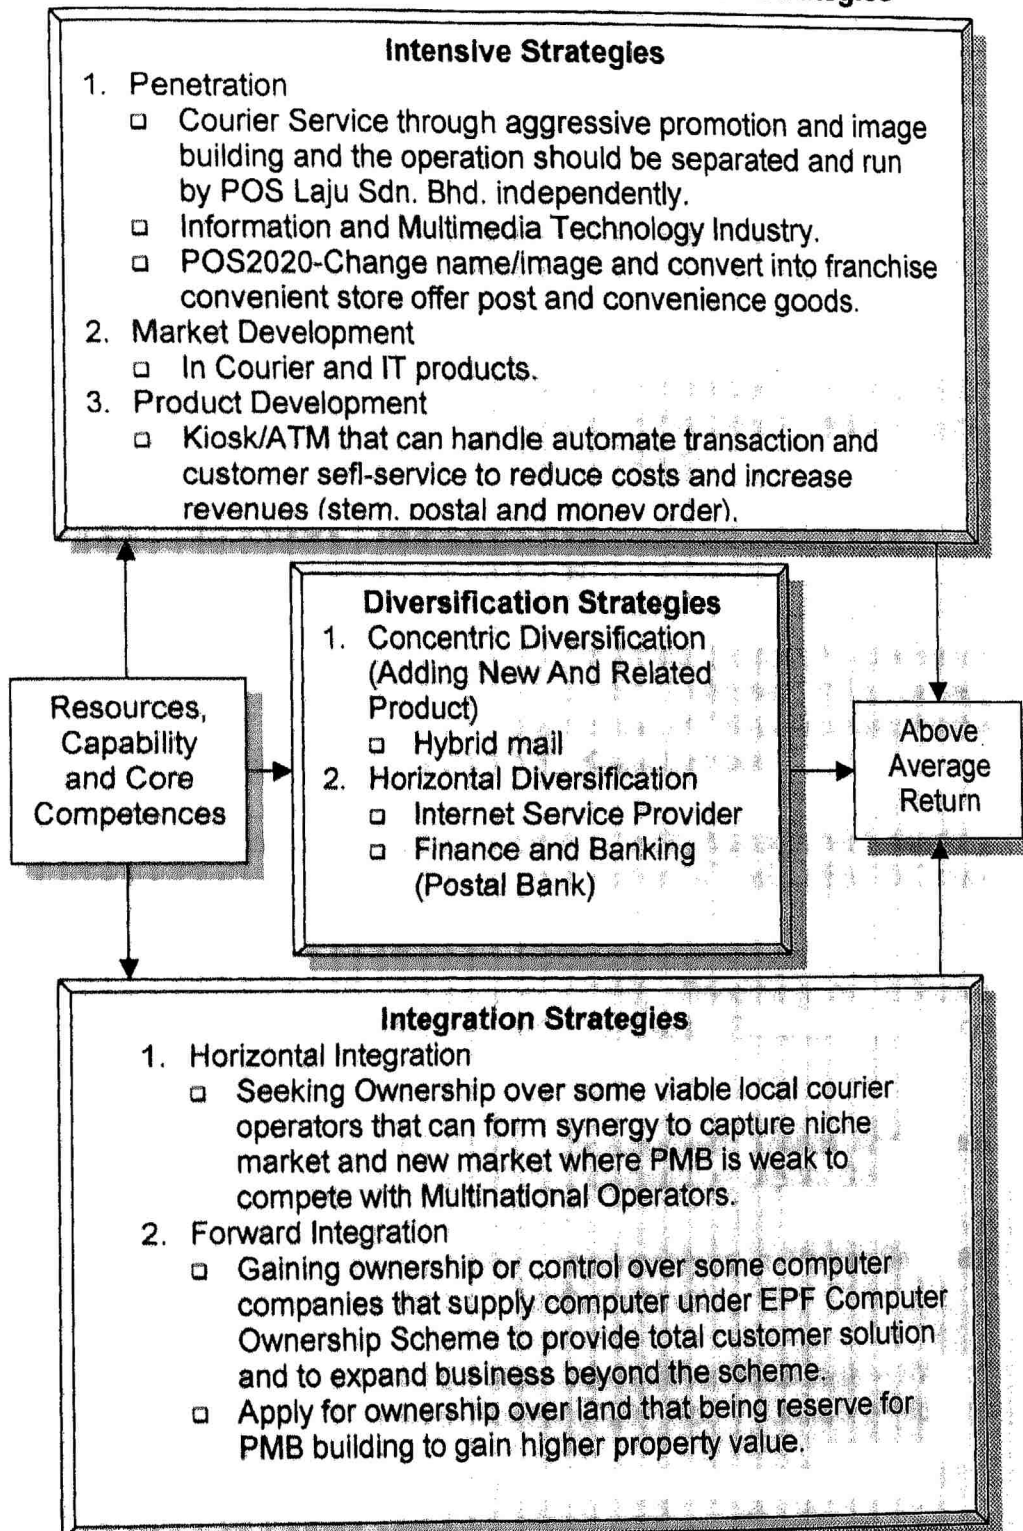 Intensive Strategies
1. Penetration
□ Courier Service through aggressive promotion and image
building and the operation should be separated and run
by POS Laju Sdn. Bhd. independently.
□ Information and Multimedia Technology Industry.
□ POS2020-Change name/image and convert into franchise
convenient store offer post and convenience goods.
2. Market Development
□ In Courier and IT products.
3. Product Development
□ Kiosk/ATM that can handle automate transaction and
customer sefl-service to reduce costs and increase
revenues (stem, postal and money order).
Diversification Strategies
1. Concentric Diversification
(Adding New And Related
Product)
□ Hybrid mail
2. Horizontal Diversification
□ Internet Service Provider
□ Finance and Banking
(Postal Bank)
Resources,
Capability
and Core
Competences
Above
Average
Return
Integration Strategies
1. Horizontal Integration
□ Seeking Ownership over some viable local courier
operators that can form synergy to capture niche
market and new market where PMB is weak to
compete with Multinational Operators.
2. Forward Integration
□ Gaining ownership or control over some computer
companies that supply computer under EPF Computer
Ownership Scheme to provide total customer solution
and to expand business beyond the scheme.
□ Apply for ownership over land that being reserve for
PMB building to gain higher property value.